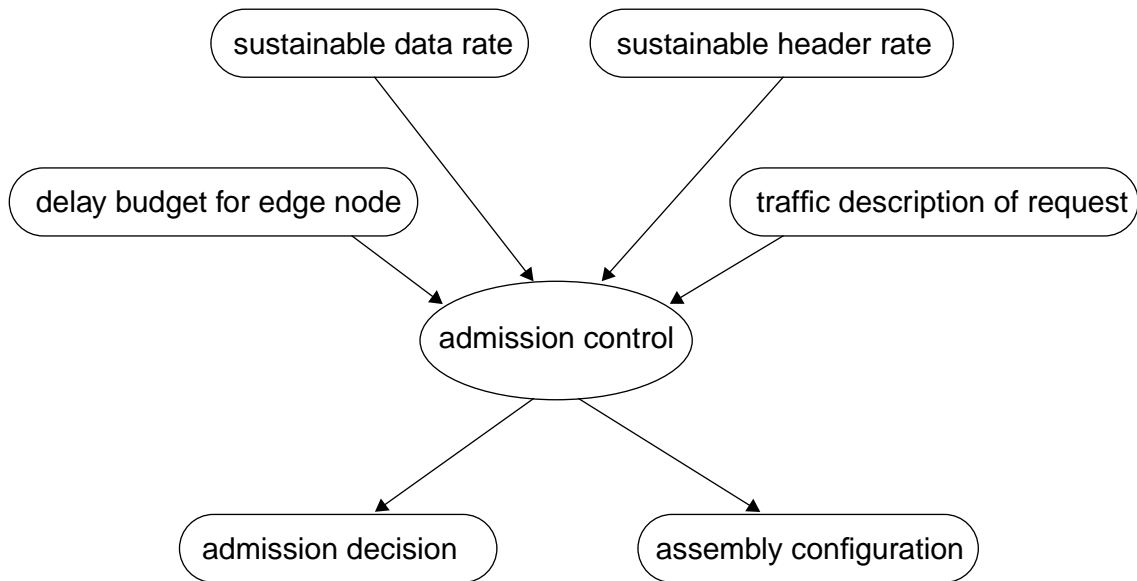 sustainable data rate
sustainable header rate
delay budget for edge node
traffic description of request
admission control
admission decision
assembly configuration